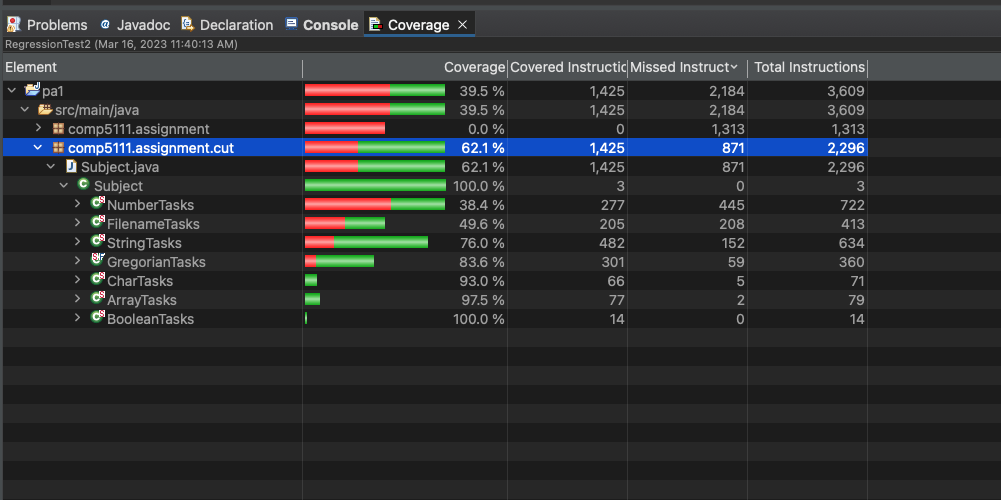 Problems Javadoc Declaration Console Coverage
RegressionTest2 (Mar 16, 2023 11:40:13 AM)
Element Coverage Covered Instructic Missed Instruct Total Instructions
pa1 39.5 % 1,425 2,184 3,609
src/main/java 39.5 % 1,425 2,184 3,609
comp5111.assignment 0.0 % 0 1,313 1,313
comp5111.assignment.cut 62.1 % 1,425 871 2,296
Subject.java 62.1 % 1,425 871 2,296
Subject 100.0 % 3 0 3
NumberTasks 38.4 % 277 445 722
FilenameTasks 49.6 % 205 208 413
StringTasks 76.0 % 482 152 634
GregorianTasks 83.6 % 301 59 360
CharTasks 93.0 % 66 5 71
ArrayTasks 97.5 % 77 2 79
BooleanTasks 100.0 % 14 0 14